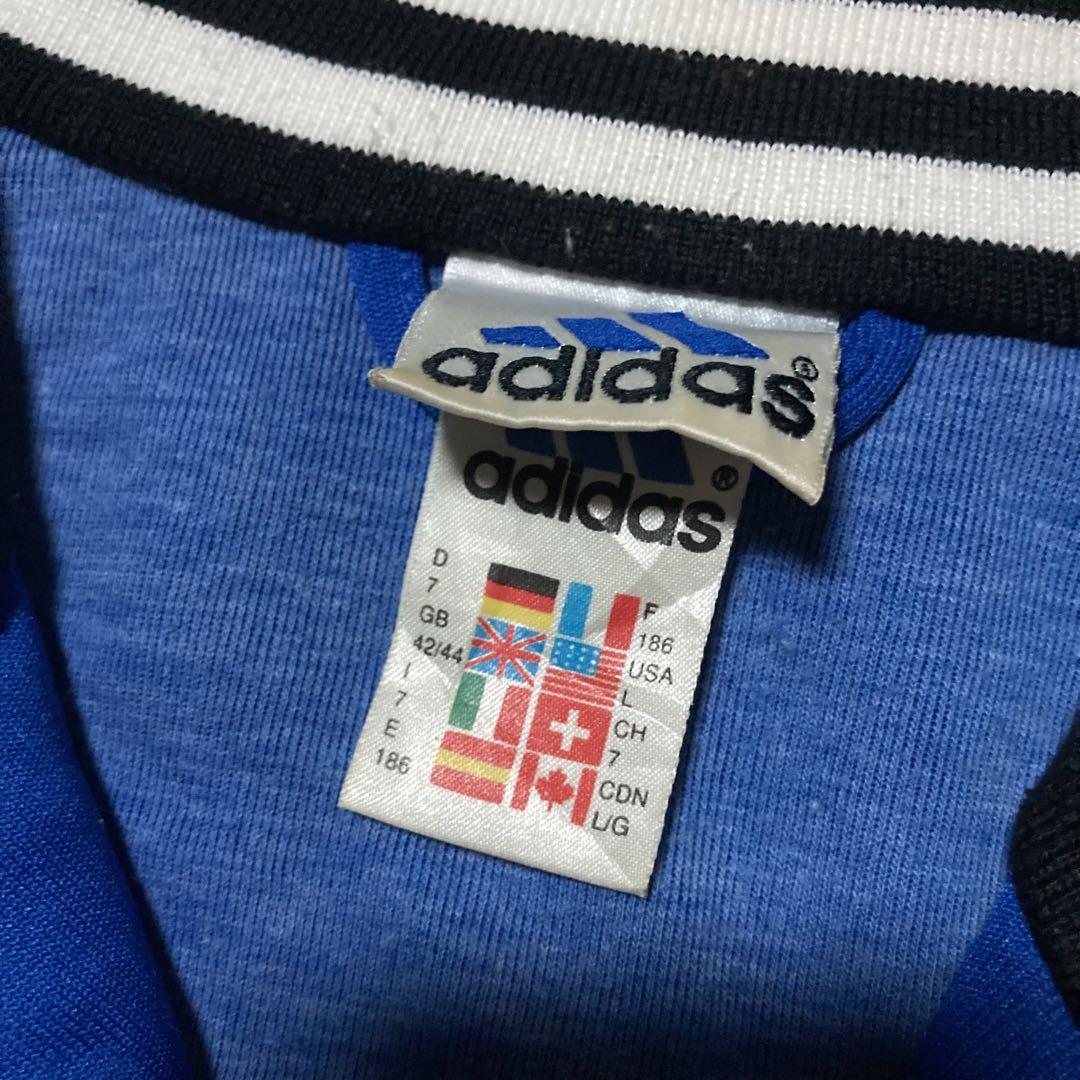 adidas®
adidas®
D
7
GB
42/44
I
7
E
186
F
186
USA
L
CH
7
CDN
L/G